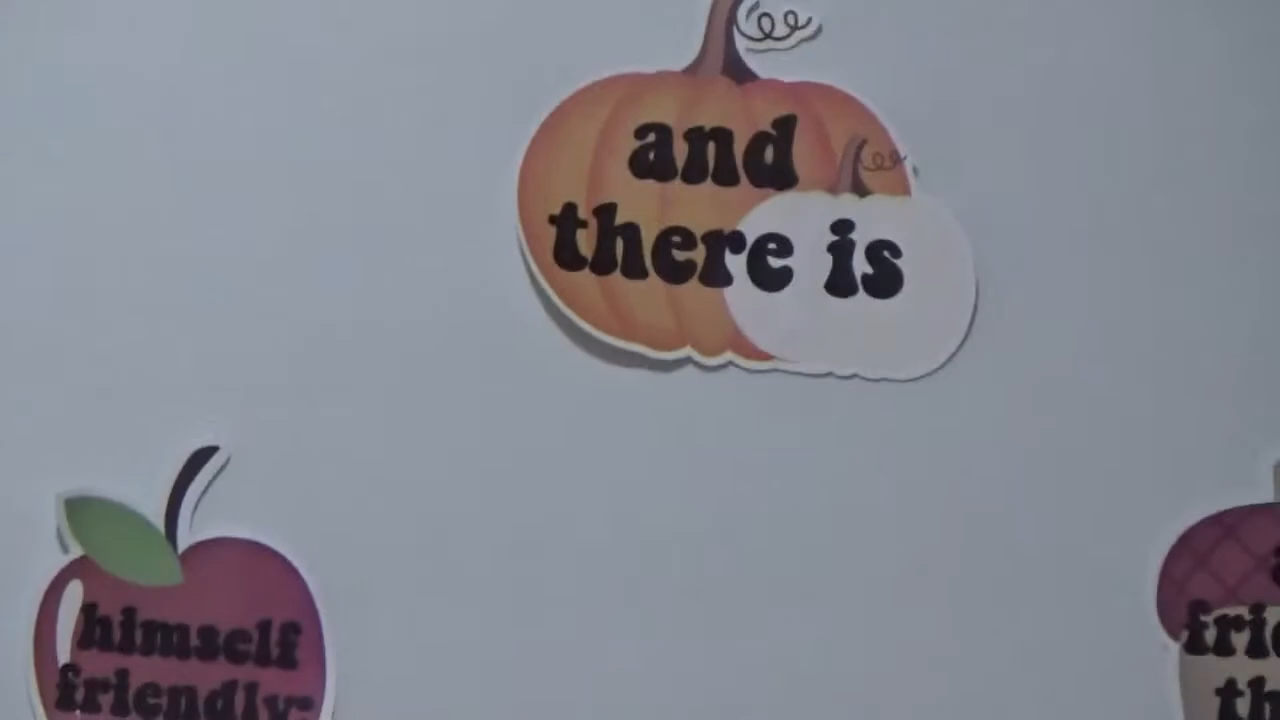 and
there is
himself
friendly: